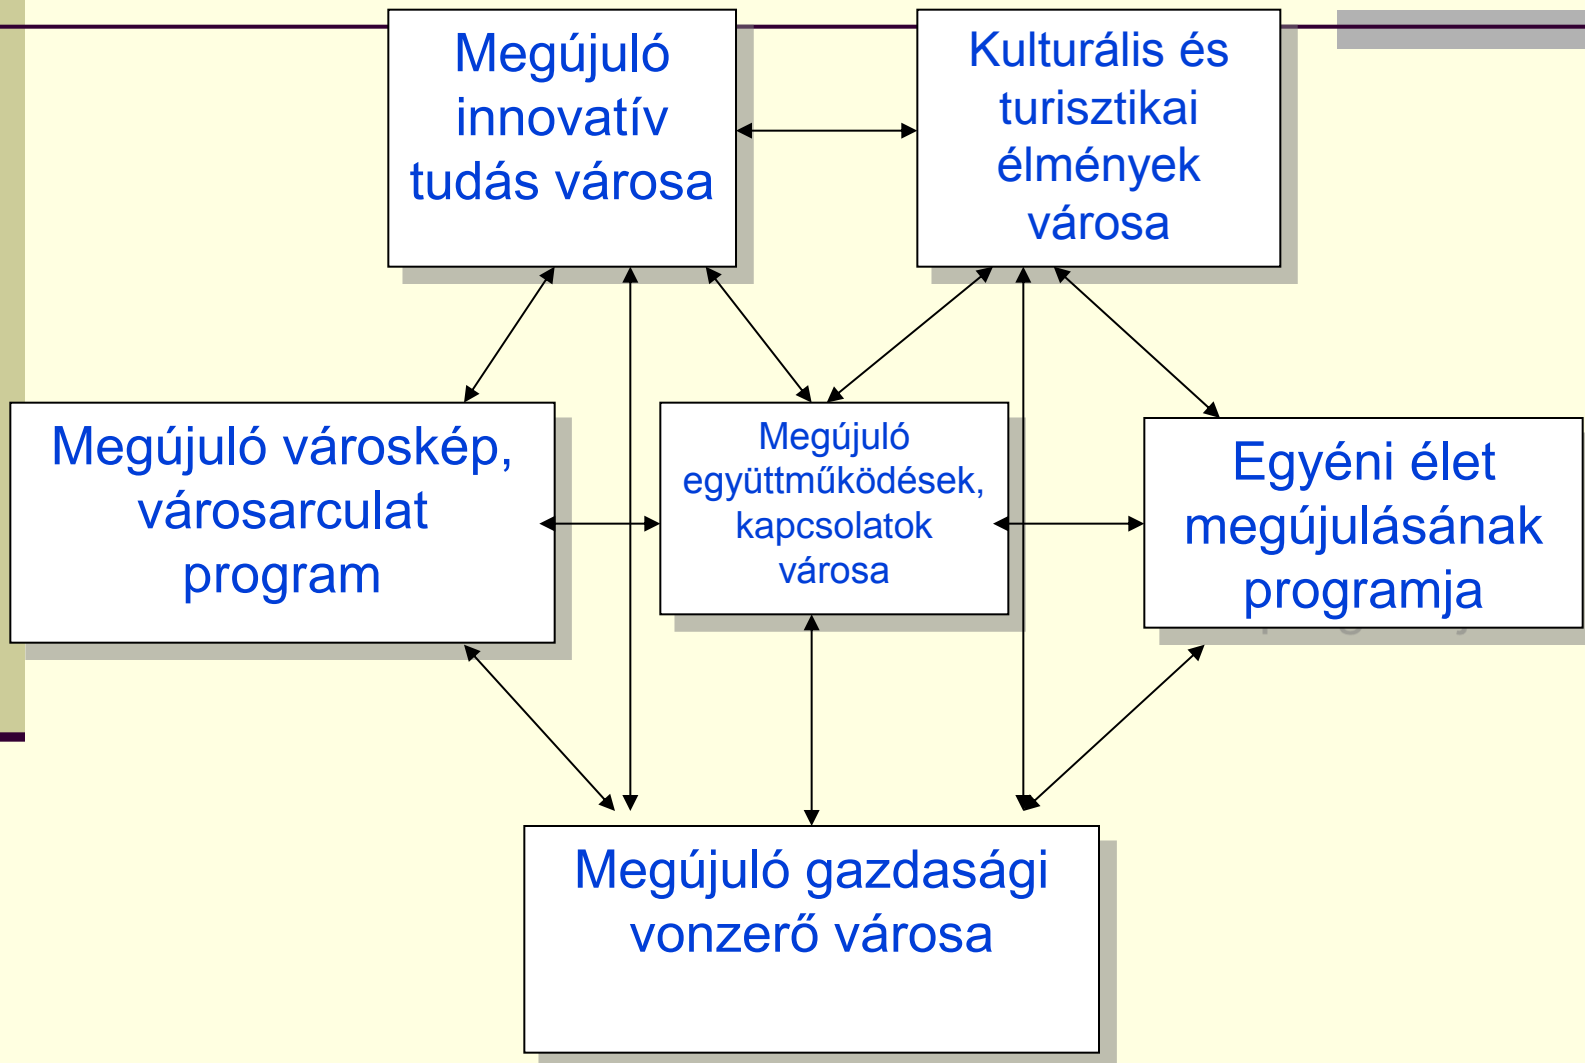 Megújuló
innovatív
tudás városa
Kulturális és
turisztikai
élmények
városa
Megújuló városkép,
városarculat
program
Megújuló
együttműködések,
kapcsolatok
városa
Egyéni élet
megújulásának
programja
Megújuló gazdasági
vonzerő városa